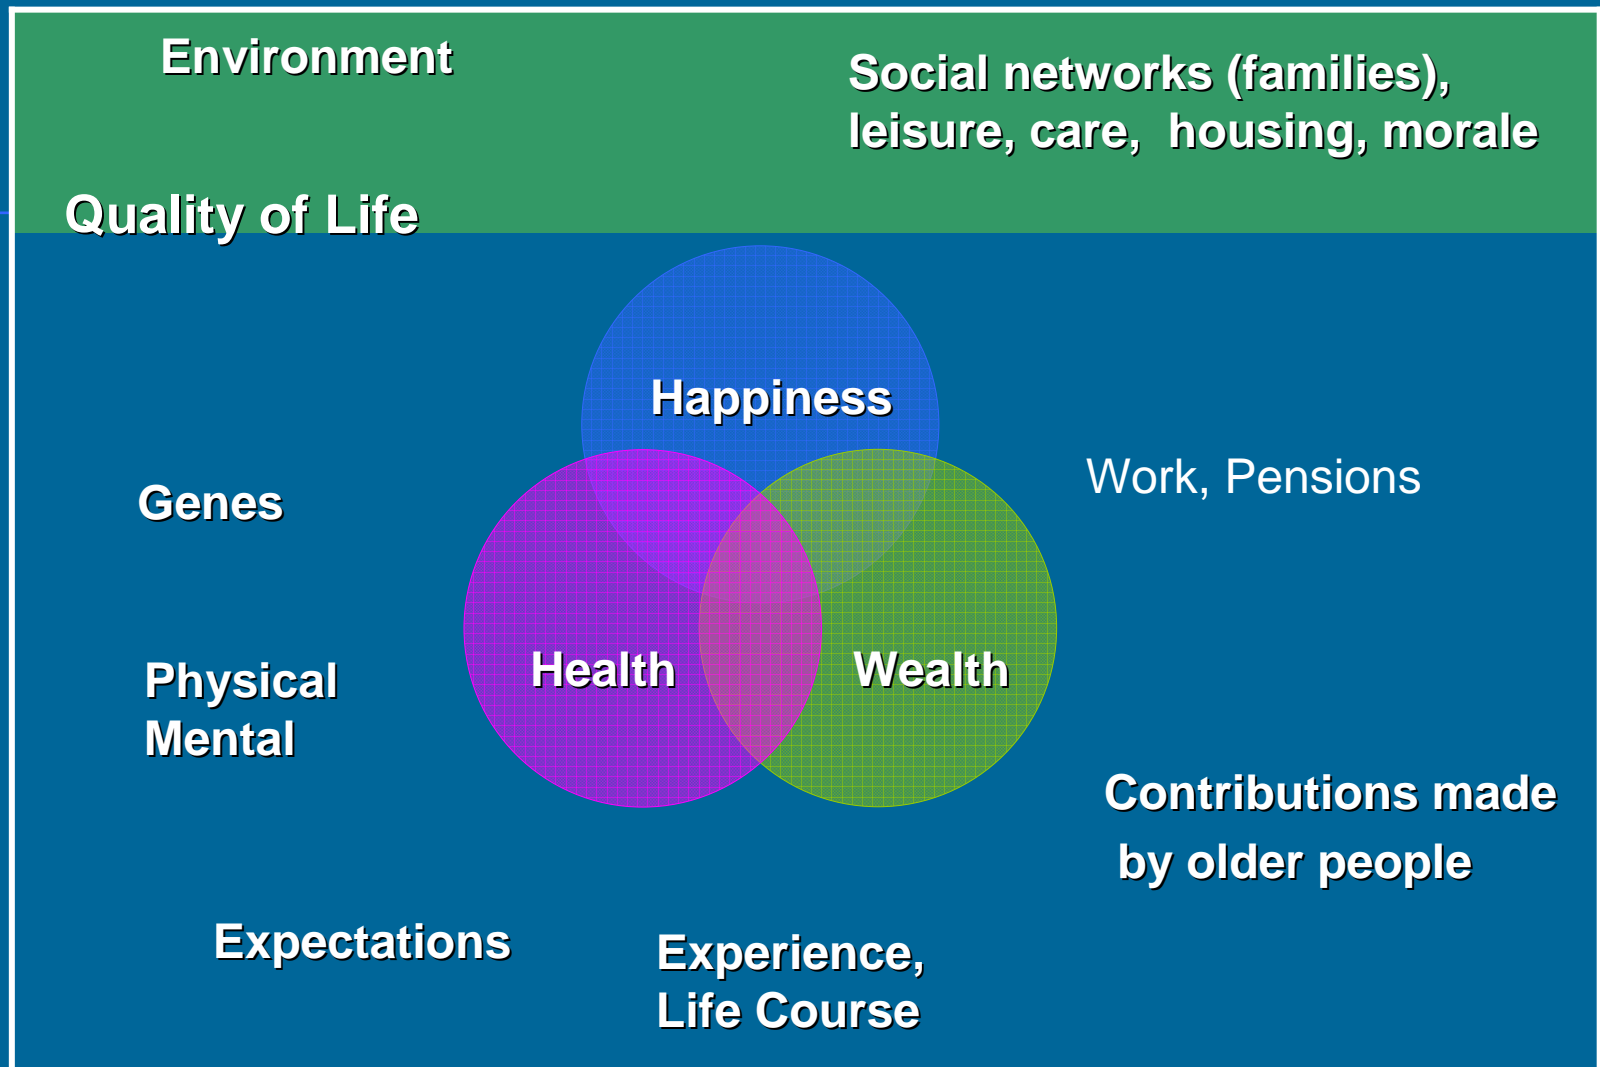 Environment
Social networks (families),
leisure, care, housing, morale
Quality of Life
Happiness
Work, Pensions
Genes
Health
Wealth
Physical
Mental
Contributions made
by older people
Expectations
Experience,
Life Course